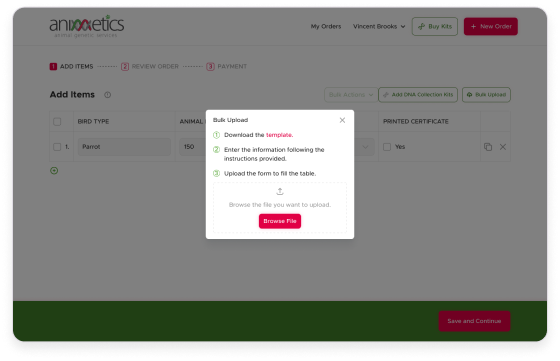 animxetics
animal genetic services
My Orders
Vincent Brooks
Buy Kits
+ New Order
1 ADD ITEMS
2 REVIEW ORDER
3 PAYMENT
Add Items
Bulk Actions
Add DNA Collection Kits
Bulk Upload
BIRD TYPE
ANIMAL
PRINTED CERTIFICATE
1.
Parrot
150
Yes
Bulk Upload
1 Download the template.
2 Enter the information following the
instructions provided.
3 Upload the form to fill the table.
Browse the file you want to upload.
Browse File
Save and Continue